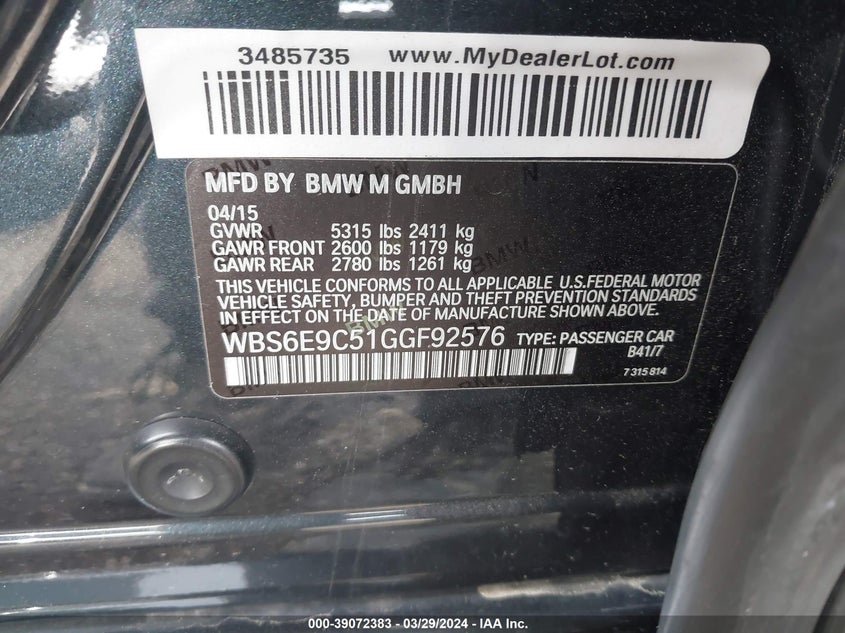 3485735 www.MyDealerLot.com
MFD BY BMW M GMBH
04/15
GVWR 5315 lbs 2411 kg
GAWR FRONT 2600 lbs 1179 kg
GAWR REAR 2780 lbs 1261 kg
THIS VEHICLE CONFORMS TO ALL APPLICABLE U.S.FEDERAL MOTOR
VEHICLE SAFETY, BUMPER AND THEFT PREVENTION STANDARDS
IN EFFECT ON THE DATE OF MANUFACTURE SHOWN ABOVE.
WBS6E9C51GGF92576 TYPE: PASSENGER CAR
B41/7
7 315 814
000-39072383 - 03/29/2024 - IAAI Vehicle Information Inc.